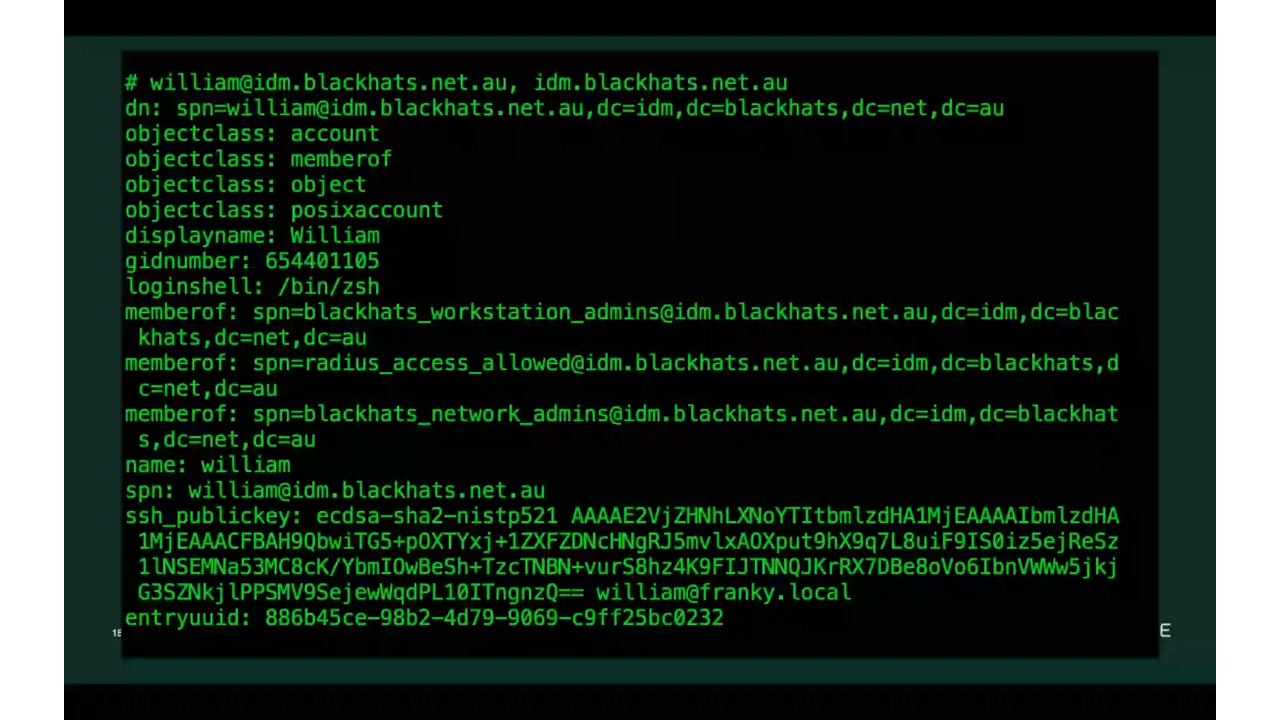 # william@idm.blackhats.net.au, idm.blackhats.net.au
dn: spn=william@idm.blackhats.net.au,dc=idm,dc=blackhats,dc=net,dc=au
objectclass: account
objectclass: memberof
objectclass: object
objectclass: posixaccount
displayname: William
gidnumber: 654401105
loginshell: /bin/zsh
memberof: spn=blackhats_workstation_admins@idm.blackhats.net.au,dc=idm,dc=blac
khats,dc=net,dc=au
memberof: spn=radius_access_allowed@idm.blackhats.net.au,dc=idm,dc=blackhats,d
c=net,dc=au
memberof: spn=blackhats_network_admins@idm.blackhats.net.au,dc=idm,dc=blackhat
s,dc=net,dc=au
name: william
spn: william@idm.blackhats.net.au
ssh_publickey: ecdsa-sha2-nistp521 AAAAE2VjZHNhLXNoYTItbmlzdHA1MjEAAAAIbmlzdHA
1MjEAAACFBAH9QbwiTG5+pOXTYxj+1ZXFZDNcHNgRJ5mvlxAOXput9hX9q7L8uiF9IS0iz5ejReSz
1lNSEMNa53MC8cK/YbmIOwBeSh+TzcTNBN+vurS8hz4K9FIJTNNQJKrRX7DBe8oVo6IbnVWWw5jkj
G3SZNkjlPPSMV9SejewWqdPL10ITngnzQ== william@franky.local
entryuuid: 886b45ce-98b2-4d79-9069-c9ff25bc0232
E